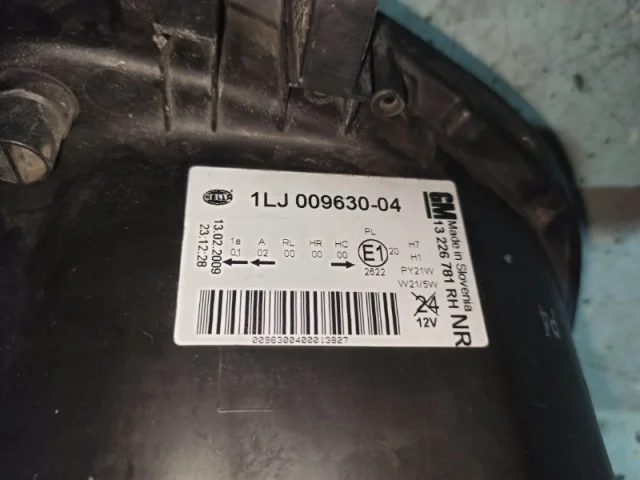 HELLA
1LJ 009630-04
13.02.2009
23:12:28
1a A RL HR HC
01 02 00 00 00
PL
E1
20
2622
H7
H1
PY21W
W21/5W
24
12V
0096300400013827
GM
Made in Slovenia
13 226 781 RH
NR